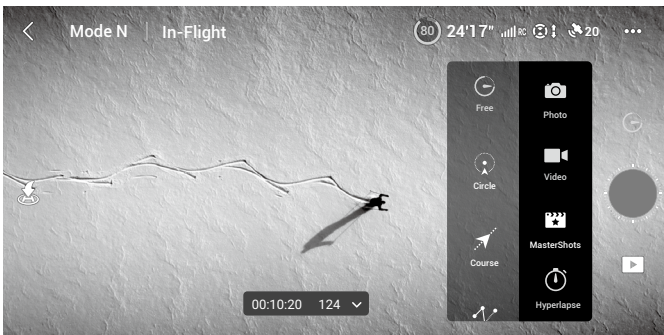 Mode N In-Flight 80 24'17" RC 20
Free
Photo
Circle
Video
Course
MasterShots
Hyperlapse
00:10:20 124